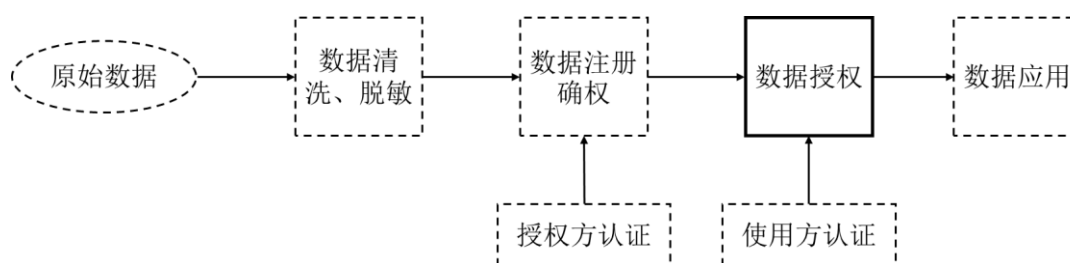 原始数据
数据清
洗、脱敏
数据注册
确权
数据授权
数据应用
授权方认证
使用方认证